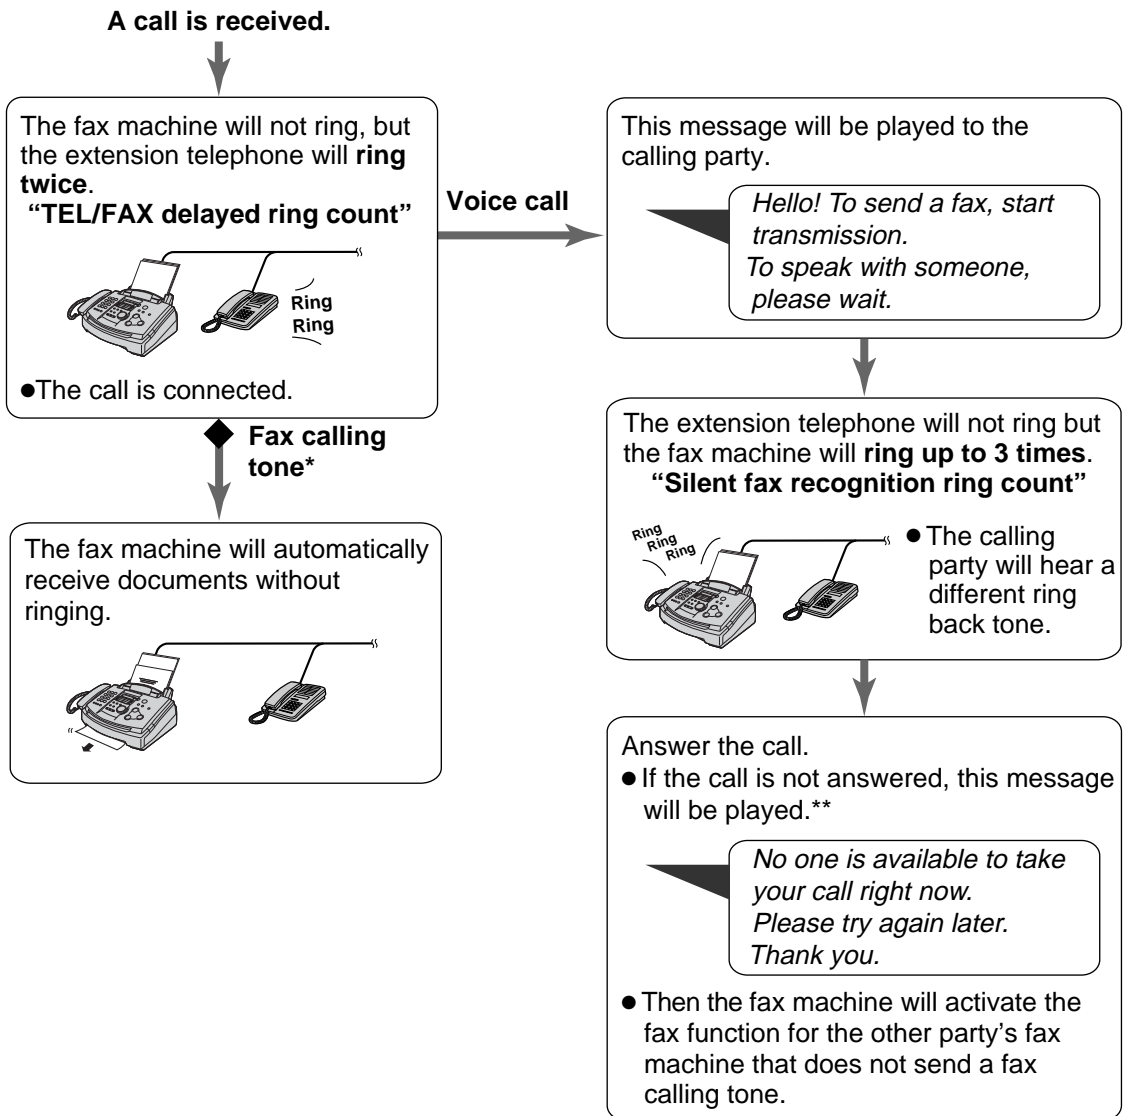 A call is received.
The fax machine will not ring, but
the extension telephone will ring
twice.
“TEL/FAX delayed ring count”
Ring
Ring
●The call is connected.
Fax calling
tone*
The fax machine will automatically
receive documents without
ringing.
Voice call
This message will be played to the
calling party.
Hello! To send a fax, start
transmission.
To speak with someone,
please wait.
The extension telephone will not ring but
the fax machine will ring up to 3 times.
“Silent fax recognition ring count”
Ring
Ring
Ring
● The calling
party will hear a
different ring
back tone.
Answer the call.
● If the call is not answered, this message
will be played.**
No one is available to take
your call right now.
Please try again later.
Thank you.
● Then the fax machine will activate the
fax function for the other party’s fax
machine that does not send a fax
calling tone.